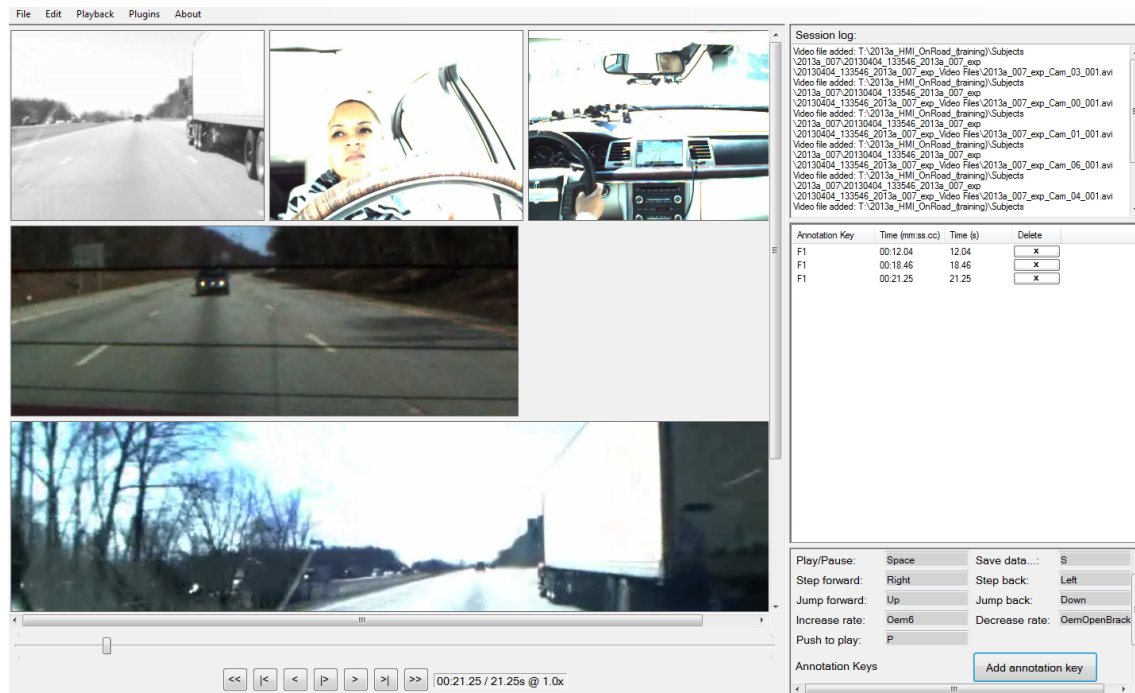 File Edit Playback Plugins About
Session log:
Video file added: T:\2013a_HMI_OnRoad_(training)\Subjects
\2013a_007\20130404_133546_2013a_007_exp
\20130404_133546_2013a_007_exp_Video Files\2013a_007_exp_Cam_03_001.avi
Video file added: T:\2013a_HMI_OnRoad_(training)\Subjects
\2013a_007\20130404_133546_2013a_007_exp
\20130404_133546_2013a_007_exp_Video Files\2013a_007_exp_Cam_00_001.avi
Video file added: T:\2013a_HMI_OnRoad_(training)\Subjects
\2013a_007\20130404_133546_2013a_007_exp
\20130404_133546_2013a_007_exp_Video Files\2013a_007_exp_Cam_01_001.avi
Video file added: T:\2013a_HMI_OnRoad_(training)\Subjects
\2013a_007\20130404_133546_2013a_007_exp
\20130404_133546_2013a_007_exp_Video Files\2013a_007_exp_Cam_06_001.avi
Video file added: T:\2013a_HMI_OnRoad_(training)\Subjects
\2013a_007\20130404_133546_2013a_007_exp
\20130404_133546_2013a_007_exp_Video Files\2013a_007_exp_Cam_04_001.avi
Video file added: T:\2013a_HMI_OnRoad_(training)\Subjects
Annotation Key Time (mm:ss.cc) Time (s) Delete
F1 00:12.04 12.04 x
F1 00:18.46 18.46 x
F1 00:21.25 21.25 x
Play/Pause: Space Save data...: S
Step forward: Right Step back: Left
Jump forward: Up Jump back: Down
Increase rate: Oem6 Decrease rate: OemOpenBrack
Push to play: P
Annotation Keys Add annotation key
<< |< < |> > >| >> 00:21.25 / 21.25s @ 1.0x